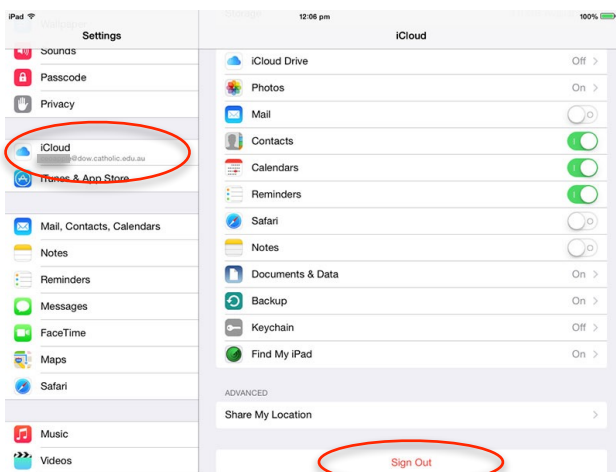 iPad 12:06 pm 100%
Settings
Sounds
Passcode
Privacy
iCloud
@dow.catholic.edu.au
iTunes & App Store
Mail, Contacts, Calendars
Notes
Reminders
Messages
FaceTime
Maps
Safari
Music
Videos
iCloud
iCloud Drive Off
Photos On
Mail
Contacts
Calendars
Reminders
Safari
Notes
Documents & Data On
Backup On
Keychain Off
Find My iPad On
ADVANCED
Share My Location
Sign Out